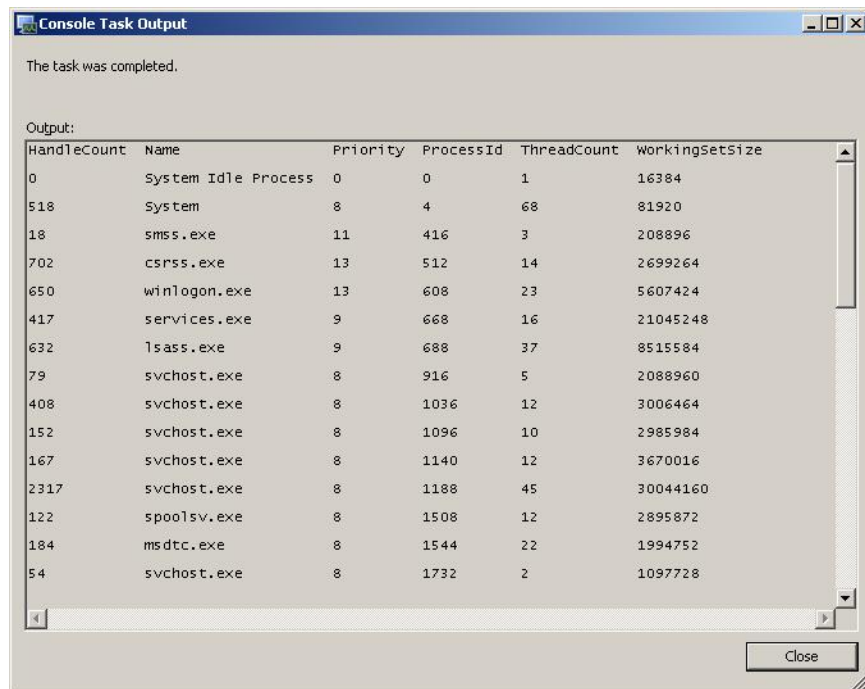 Console Task Output
The task was completed.
Output:
HandleCount Name Priority ProcessId ThreadCount WorkingSetSize
0 System Idle Process 0 0 1 16384
518 System 8 4 68 81920
18 smss.exe 11 416 3 208896
702 csrss.exe 13 512 14 2699264
650 winlogon.exe 13 608 23 5607424
417 services.exe 9 668 16 21045248
632 lsass.exe 9 688 37 8515584
79 svchost.exe 8 916 5 2088960
408 svchost.exe 8 1036 12 3006464
152 svchost.exe 8 1096 10 2985984
167 svchost.exe 8 1140 12 3670016
2317 svchost.exe 8 1188 45 30044160
122 spoolsv.exe 8 1508 12 2895872
184 msdtc.exe 8 1544 22 1994752
54 svchost.exe 8 1732 2 1097728
Close